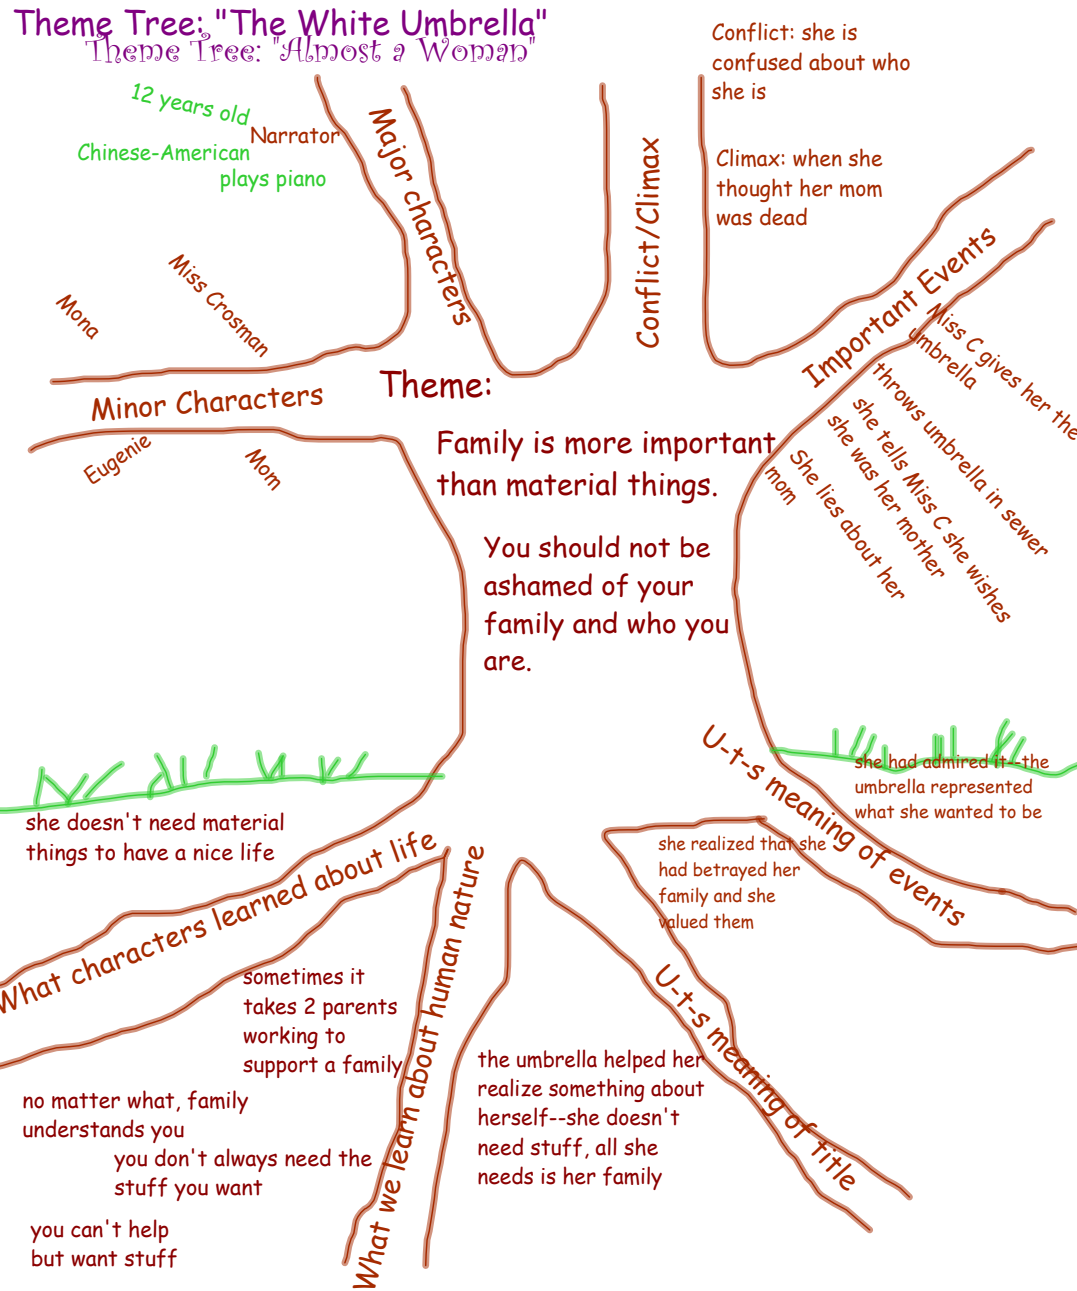 Theme Tree: "The White Umbrella"
Theme Tree: "Almost a Woman"
12 years old
Narrator
Chinese-American
plays piano
Major characters
Conflict/Climax
Conflict: she is
confused about who
she is
Climax: when she
thought her mom
was dead
Important Events
Miss C gives her the
umbrella
throws umbrella in sewer
she tells Miss C she wishes
she was her mother
She lies about her
mom
Miss Crosman
Mona
Minor Characters
Eugenie
Mom
Theme:
Family is more important
than material things.
You should not be
ashamed of your
family and who you
are.
U-t-s meaning of events
she had admired it--the
umbrella represented
what she wanted to be
she realized that she
had betrayed her
family and she
valued them
she doesn't need material
things to have a nice life
What characters learned about life
What we learn about human nature
sometimes it
takes 2 parents
working to
support a family
no matter what, family
understands you
you don't always need the
stuff you want
you can't help
but want stuff
U-t-s meaning of title
the umbrella helped her
realize something about
herself--she doesn't
need stuff, all she
needs is her family